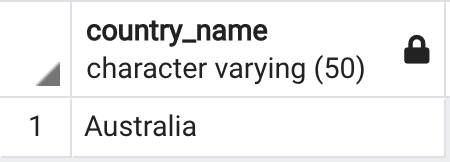 country_name
character varying (50)
1 Australia